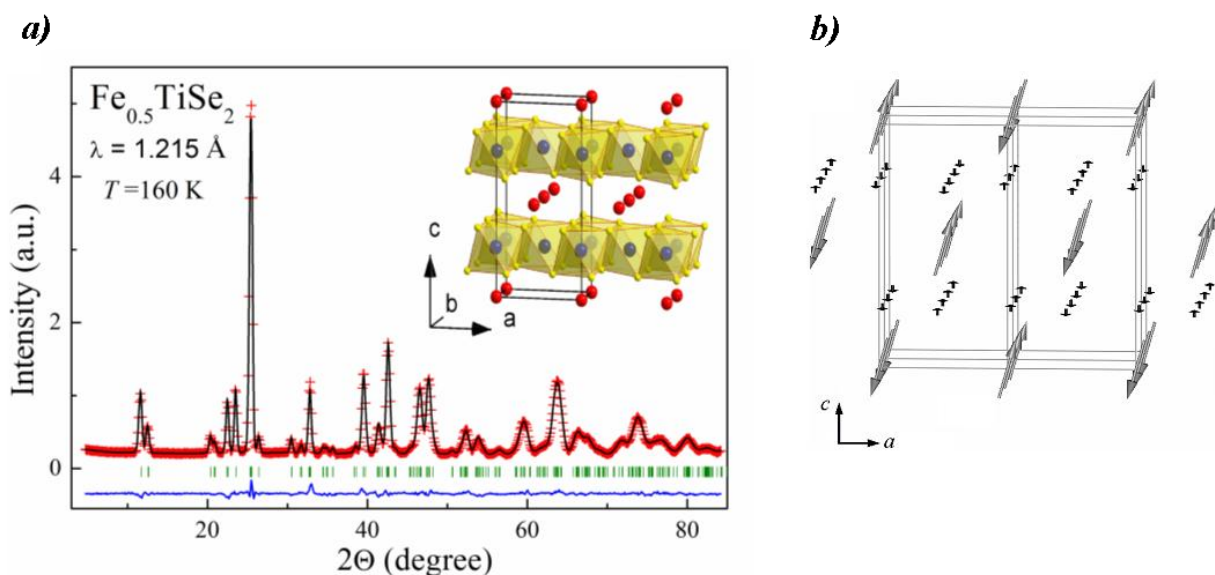 a)
Fe0.5TiSe2
λ = 1.215 Å
T =160 K
Intensity (a.u.)
4
2
0
20
40
60
80
2Θ (degree)
c
b
a
b)
c
a